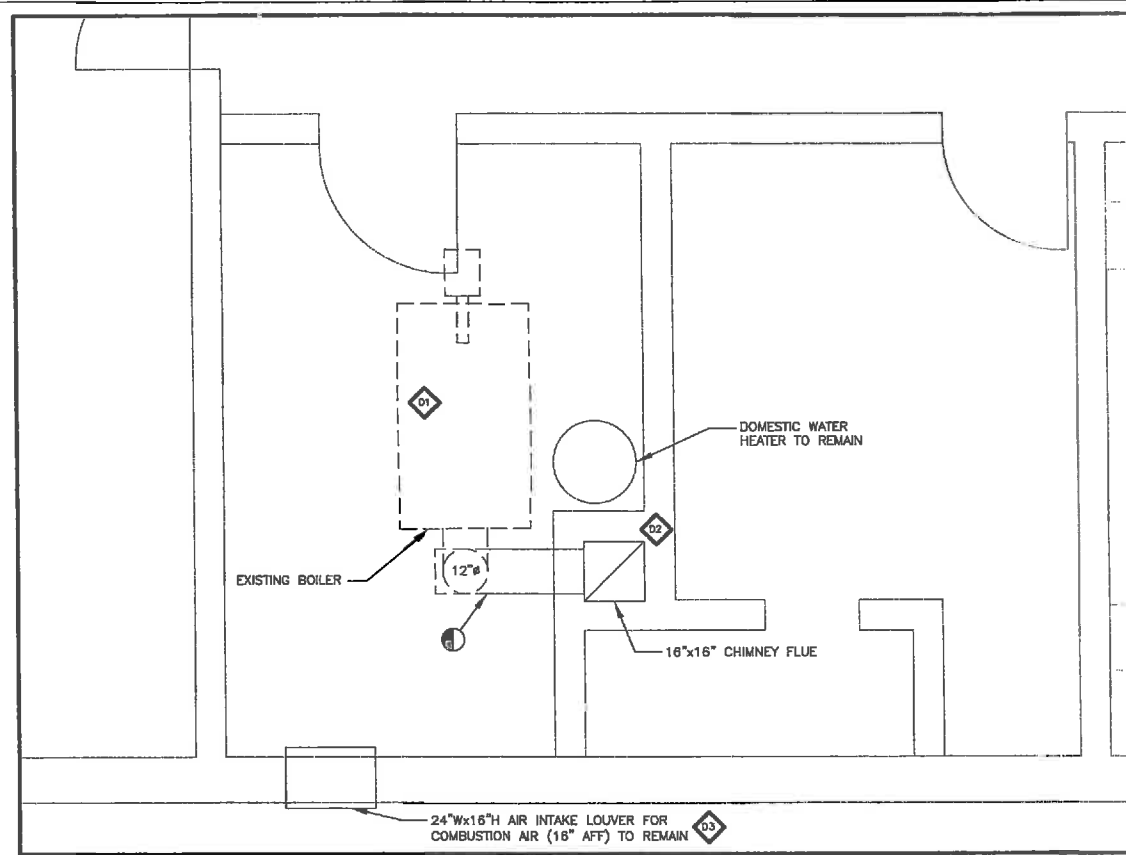 D1
DOMESTIC WATER
HEATER TO REMAIN
D2
EXISTING BOILER
12"ø
16"x16" CHIMNEY FLUE
24"Wx16"H AIR INTAKE LOUVER FOR
COMBUSTION AIR (16" AFF) TO REMAIN
D3